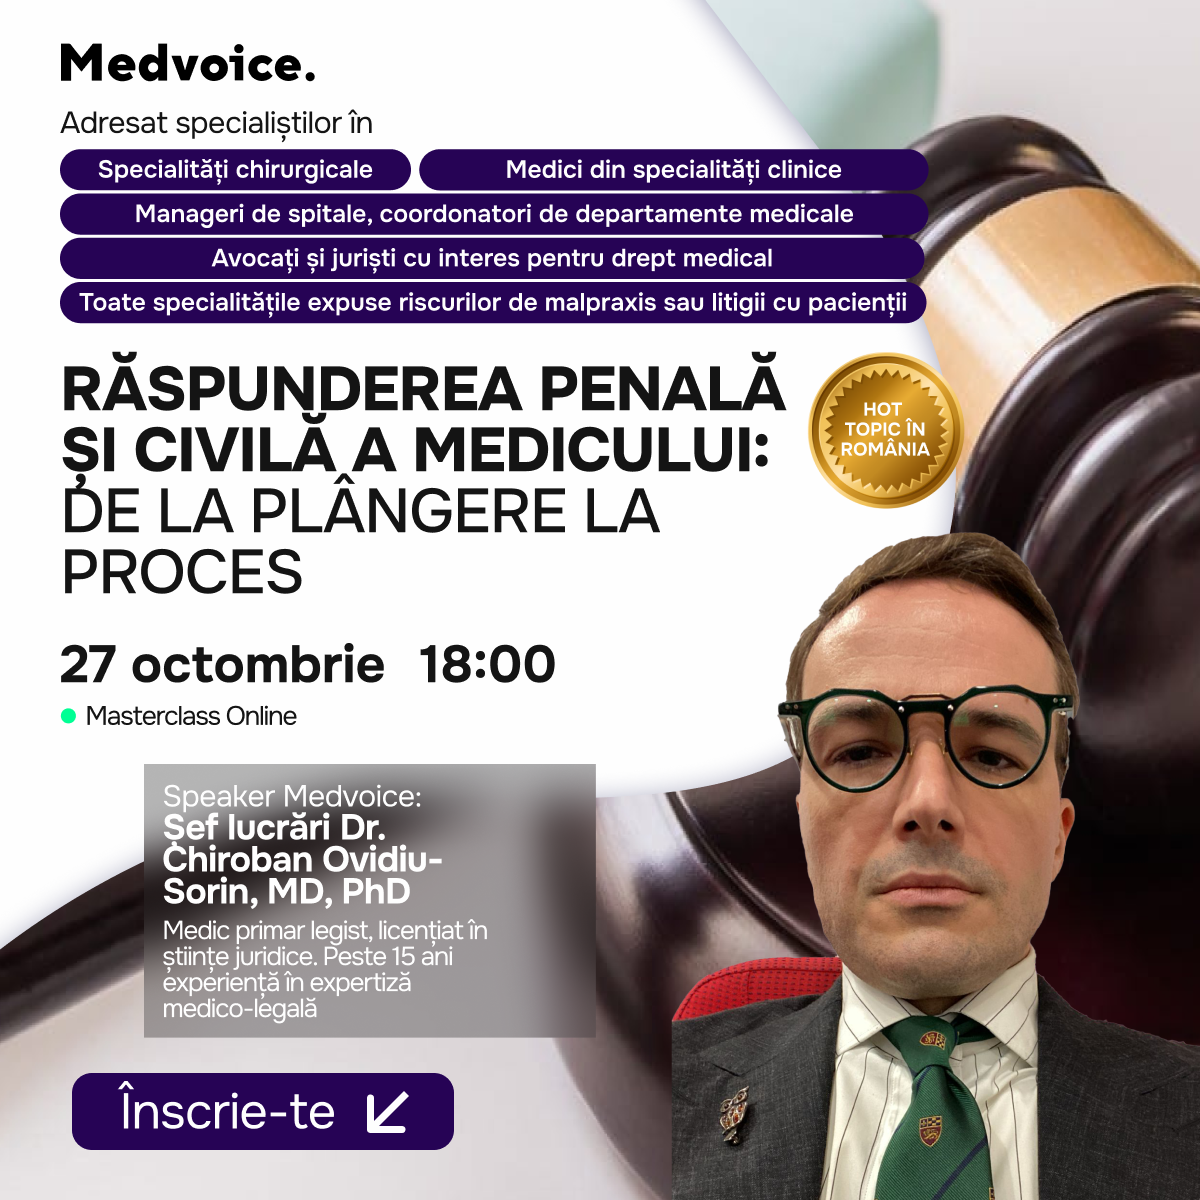 Medvoice.
Adresat specialiștilor în
Specialități chirurgicale
Medici din specialități clinice
Manageri de spitale, coordonatori de departamente medicale
Avocați și juriști cu interes pentru drept medical
Toate specialitățile expuse riscurilor de malpraxis sau litigii cu pacienții
RĂSPUNDEREA PENALĂ
ȘI CIVILĂ A MEDICULUI:
DE LA PLÂNGERE LA
PROCES
HOT
TOPIC ÎN
ROMÂNIA
27 octombrie 18:00
Masterclass Online
Speaker Medvoice:
Șef lucrări Dr.
Chiroban Ovidiu-
Sorin, MD, PhD
Medic primar legist, licențiat în
științe juridice. Peste 15 ani
experiență în expertiză
medico-legală
Înscrie-te